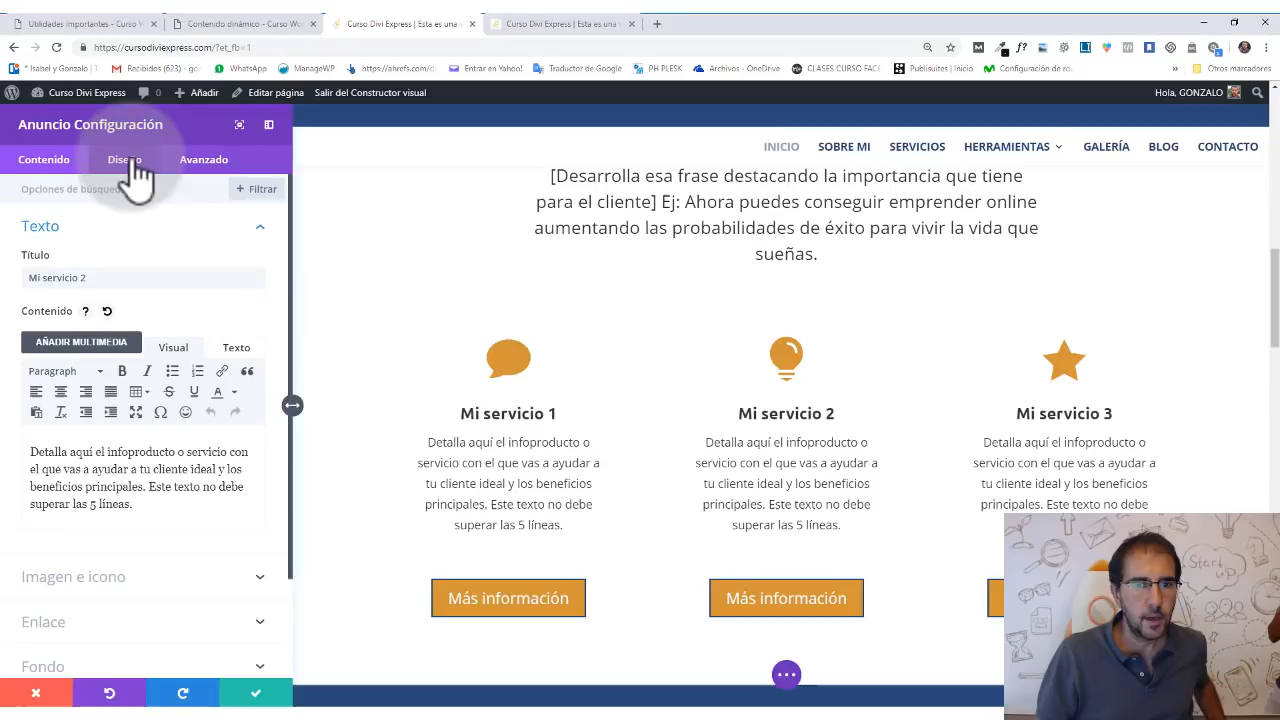 Utilidades importantes - Curso W
Contenido dinámico - Curso Wor
Curso Divi Express | Esta es una v
Curso Divi Express | Esta es una v
https://cursodiviexpress.com/?et_fb=1
* Isabel y Gonzalo | T
Recibidos (623) - go
WhatsApp
ManageWP
https://ahrefs.com/d
Entrar en Yahoo!
Traductor de Google
PH PLESK
Archivos - OneDrive
CLASES CURSO FACE
Publisuites | Inicio
Configuración de ro
Otros marcadores
Curso Divi Express
0
Añadir
Editar página
Salir del Constructor visual
Hola, GONZALO
Anuncio Configuración
Contenido
Diseño
Avanzado
Opciones de búsqueda
+ Filtrar
Texto
Título
Mi servicio 2
Contenido
AÑADIR MULTIMEDIA
Visual
Texto
Paragraph
Detalla aquí el infoproducto o servicio con
el que vas a ayudar a tu cliente ideal y los
beneficios principales. Este texto no debe
superar las 5 líneas.
Imagen e icono
Enlace
Fondo
INICIO
SOBRE MI
SERVICIOS
HERRAMIENTAS
GALERÍA
BLOG
CONTACTO
[Desarrolla esa frase destacando la importancia que tiene
para el cliente] Ej: Ahora puedes conseguir emprender online
aumentando las probabilidades de éxito para vivir la vida que
sueñas.
Mi servicio 1
Detalla aquí el infoproducto o
servicio con el que vas a ayudar a
tu cliente ideal y los beneficios
principales. Este texto no debe
superar las 5 líneas.
Más información
Mi servicio 2
Detalla aquí el infoproducto o
servicio con el que vas a ayudar a
tu cliente ideal y los beneficios
principales. Este texto no debe
superar las 5 líneas.
Más información
Mi servicio 3
Detalla aquí el infoproducto o
servicio con el que vas a ayudar a
tu cliente ideal y los beneficios
principales. Este texto no debe
Start up